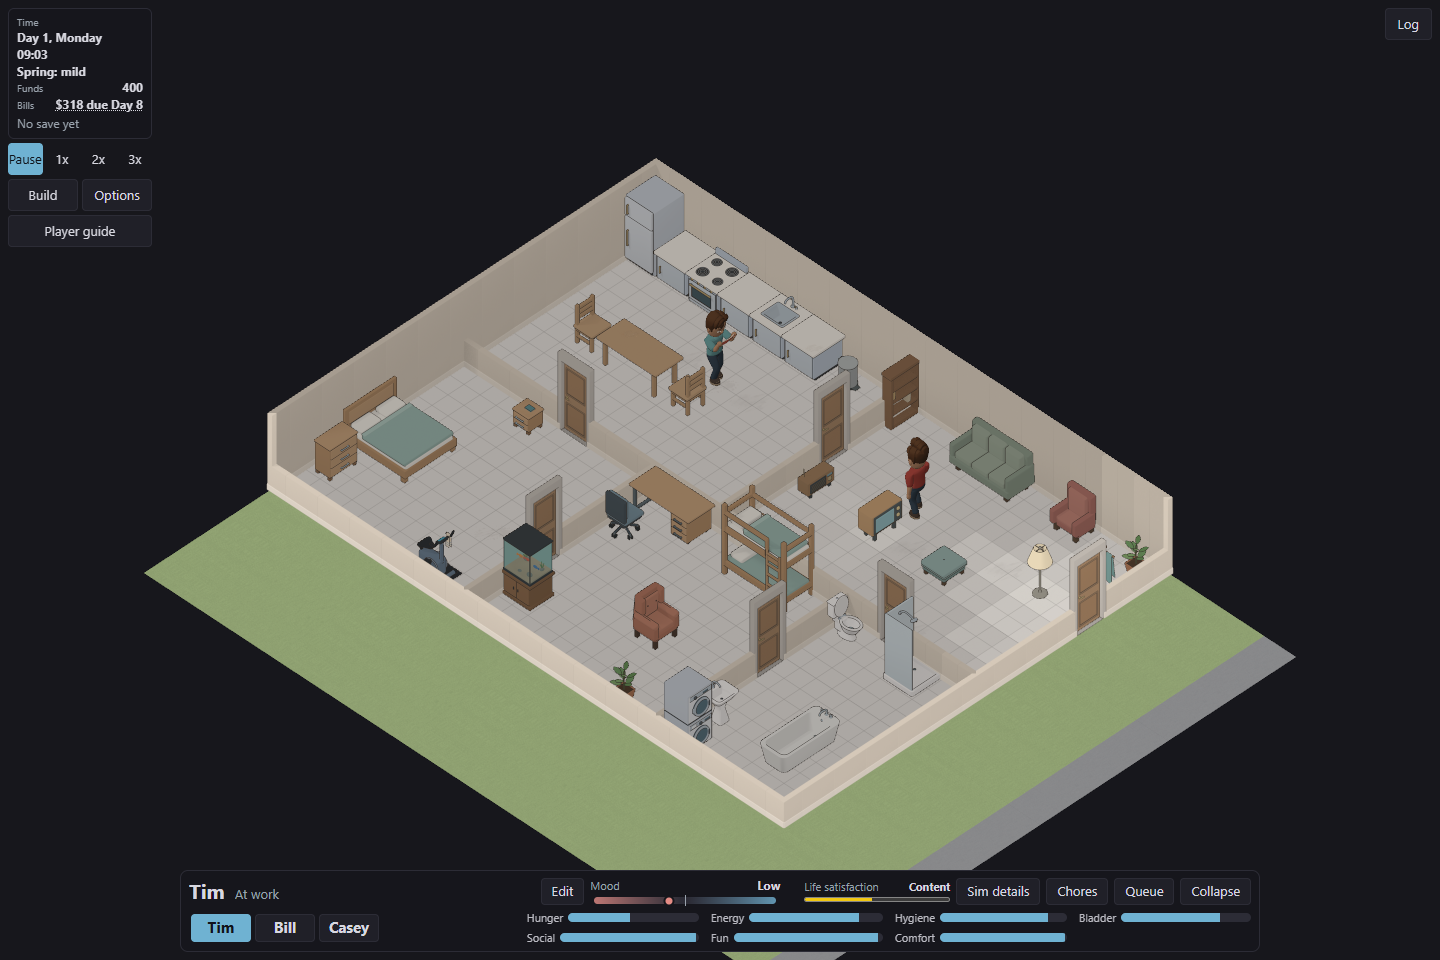 Time
Day 1, Monday
09:03
Spring: mild
Funds 400
Bills $318 due Day 8
No save yet
Pause 1x 2x 3x
Build Options
Player guide
Log
Tim At work
Edit Mood Low Life satisfaction Content Sim details Chores Queue Collapse
Tim Bill Casey
Hunger Energy Hygiene Bladder
Social Fun Comfort